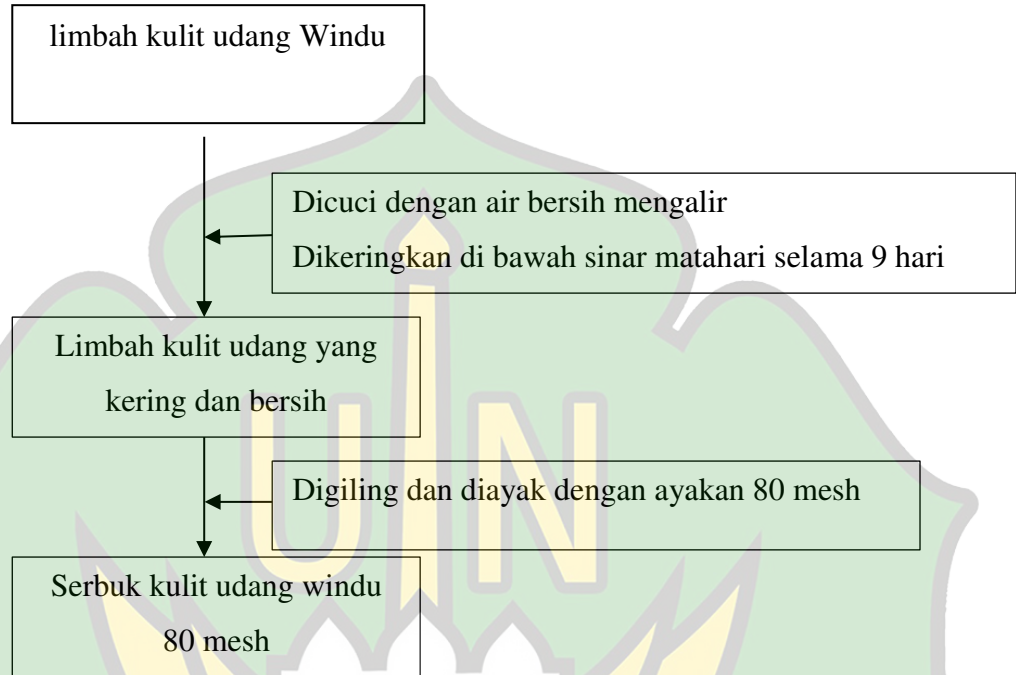 limbah kulit udang Windu
Dicuci dengan air bersih mengalir
Dikeringkan di bawah sinar matahari selama 9 hari
Limbah kulit udang yang
kering dan bersih
Digiling dan diayak dengan ayakan 80 mesh
Serbuk kulit udang windu
80 mesh
UIN